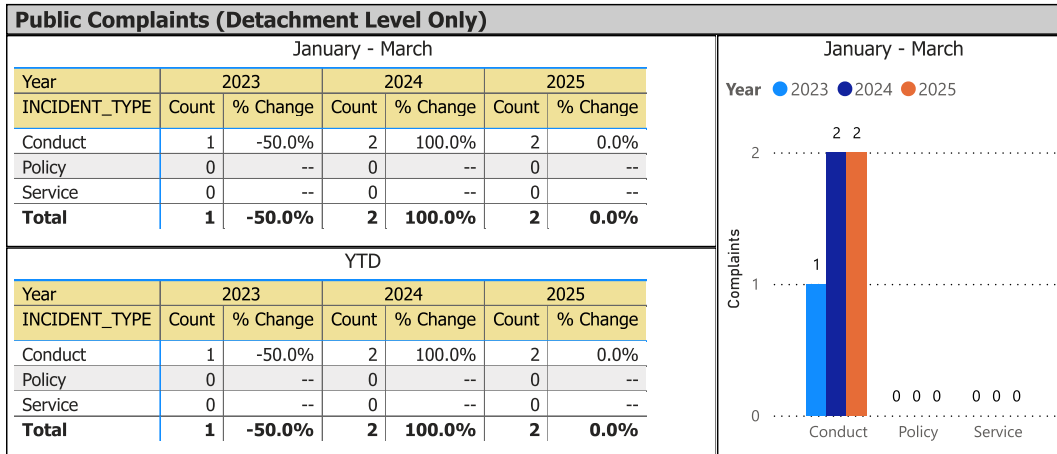 Public Complaints (Detachment Level Only)
January - March
Year 2023 2024 2025
INCIDENT_TYPE Count % Change Count % Change Count % Change
Conduct 1 -50.0% 2 100.0% 2 0.0%
Policy 0 -- 0 -- 0 --
Service 0 -- 0 -- 0 --
Total 1 -50.0% 2 100.0% 2 0.0%
YTD
Year 2023 2024 2025
INCIDENT_TYPE Count % Change Count % Change Count % Change
Conduct 1 -50.0% 2 100.0% 2 0.0%
Policy 0 -- 0 -- 0 --
Service 0 -- 0 -- 0 --
Total 1 -50.0% 2 100.0% 2 0.0%
January - March
Year 2023 2024 2025
Complaints
2 2
2
1
1
0 0 0 0 0 0
0
Conduct Policy Service